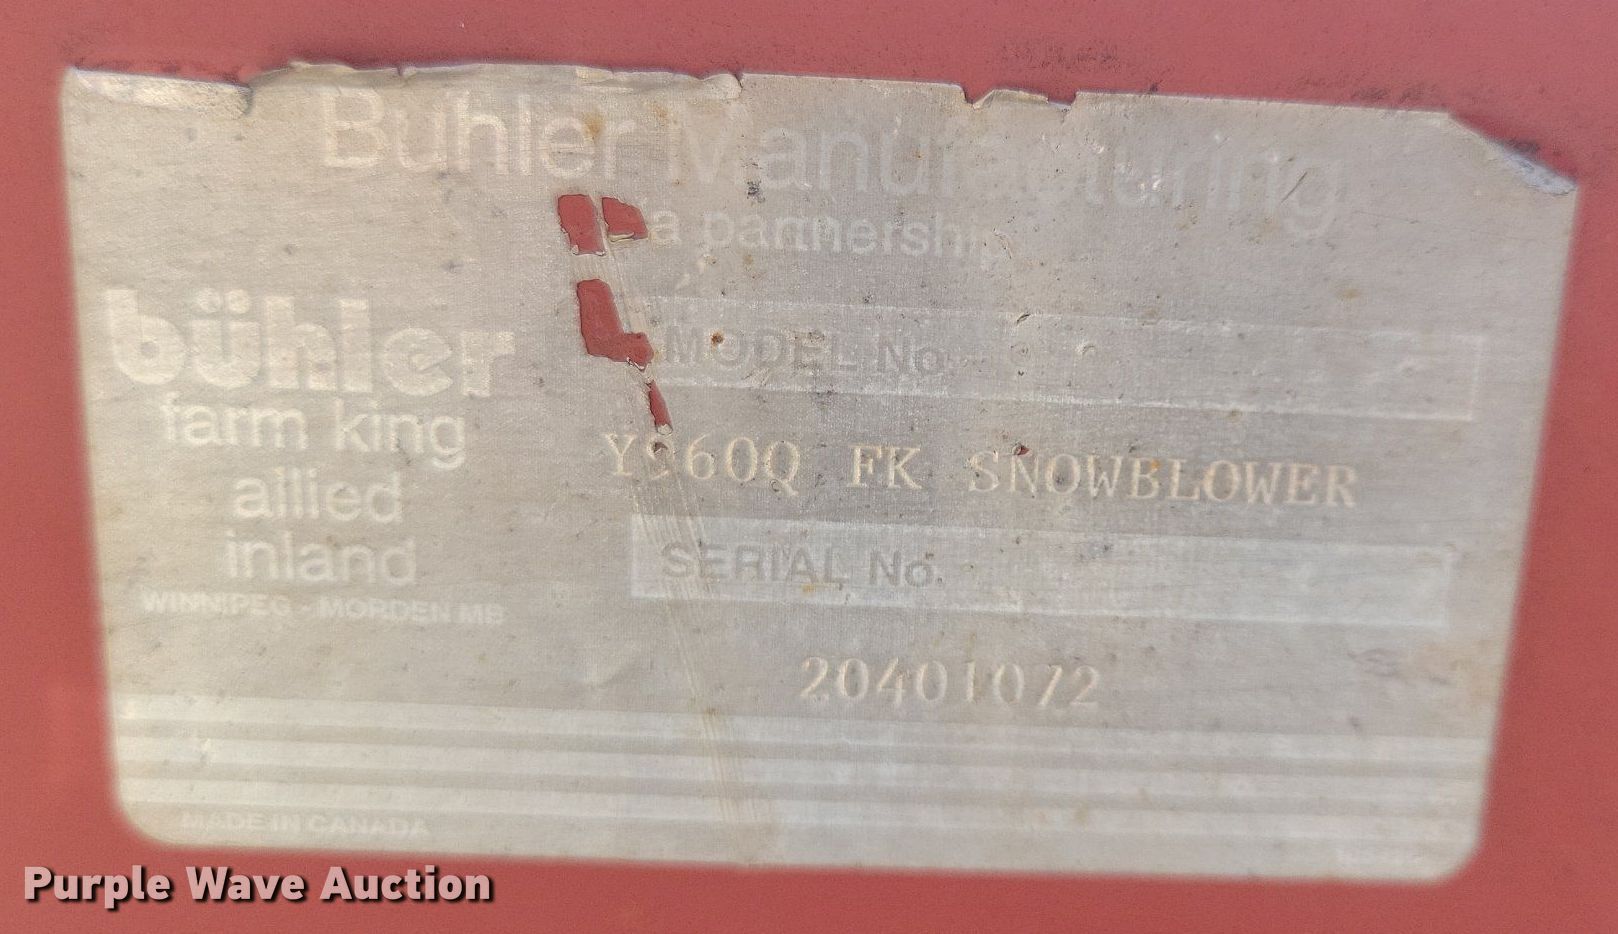 Buhler Manufacturing
a partnership
bühler
farm king
allied
inland
WINNIPEG - MORDEN MB
MODEL No.
Y960Q FK SNOWBLOWER
SERIAL No.
20401072
MADE IN CANADA
Purple Wave Auction